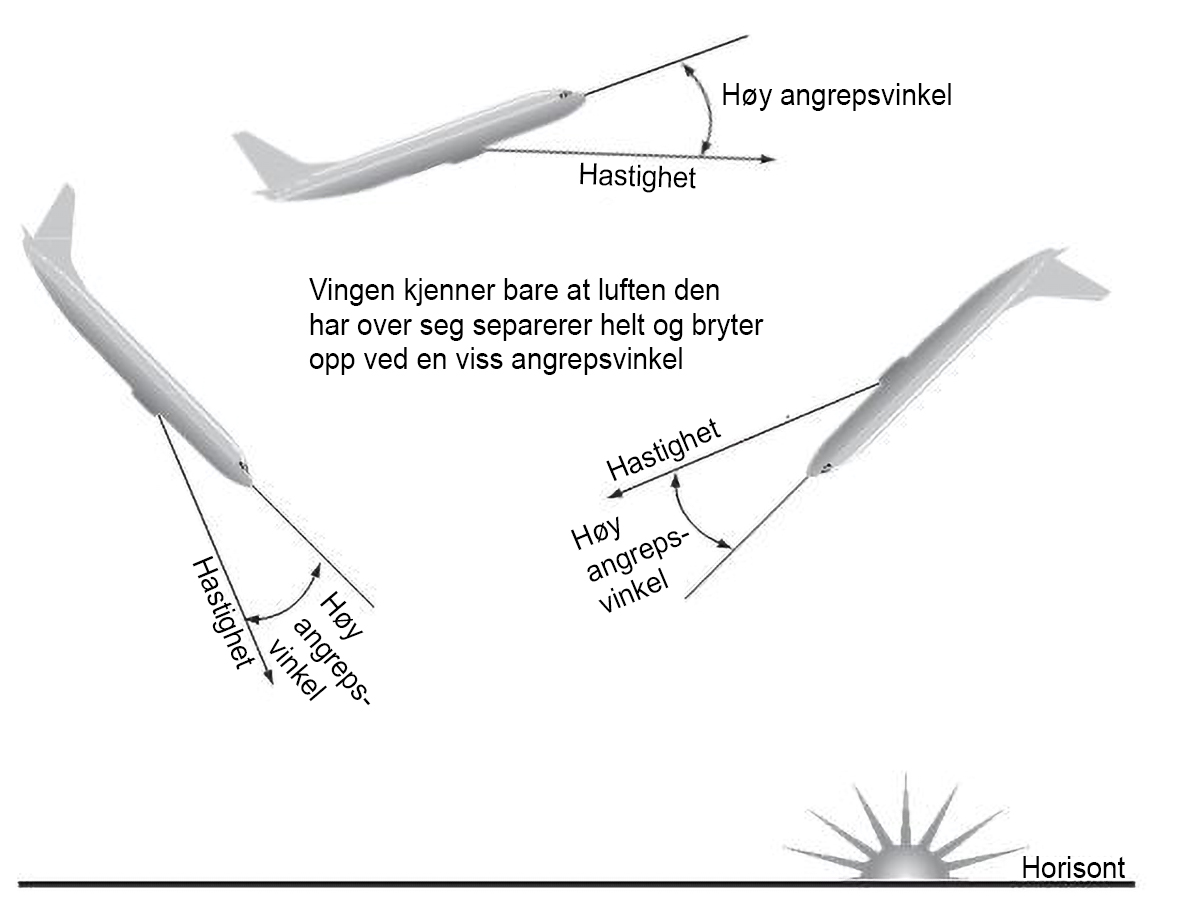 Høy angrepsvinkel
Hastighet
Vingen kjenner bare at luften den
har over seg separerer helt og bryter
opp ved en viss angrepsvinkel
Hastighet
Høy
angreps-
vinkel
Hastighet
Høy
angreps-
vinkel
Horisont